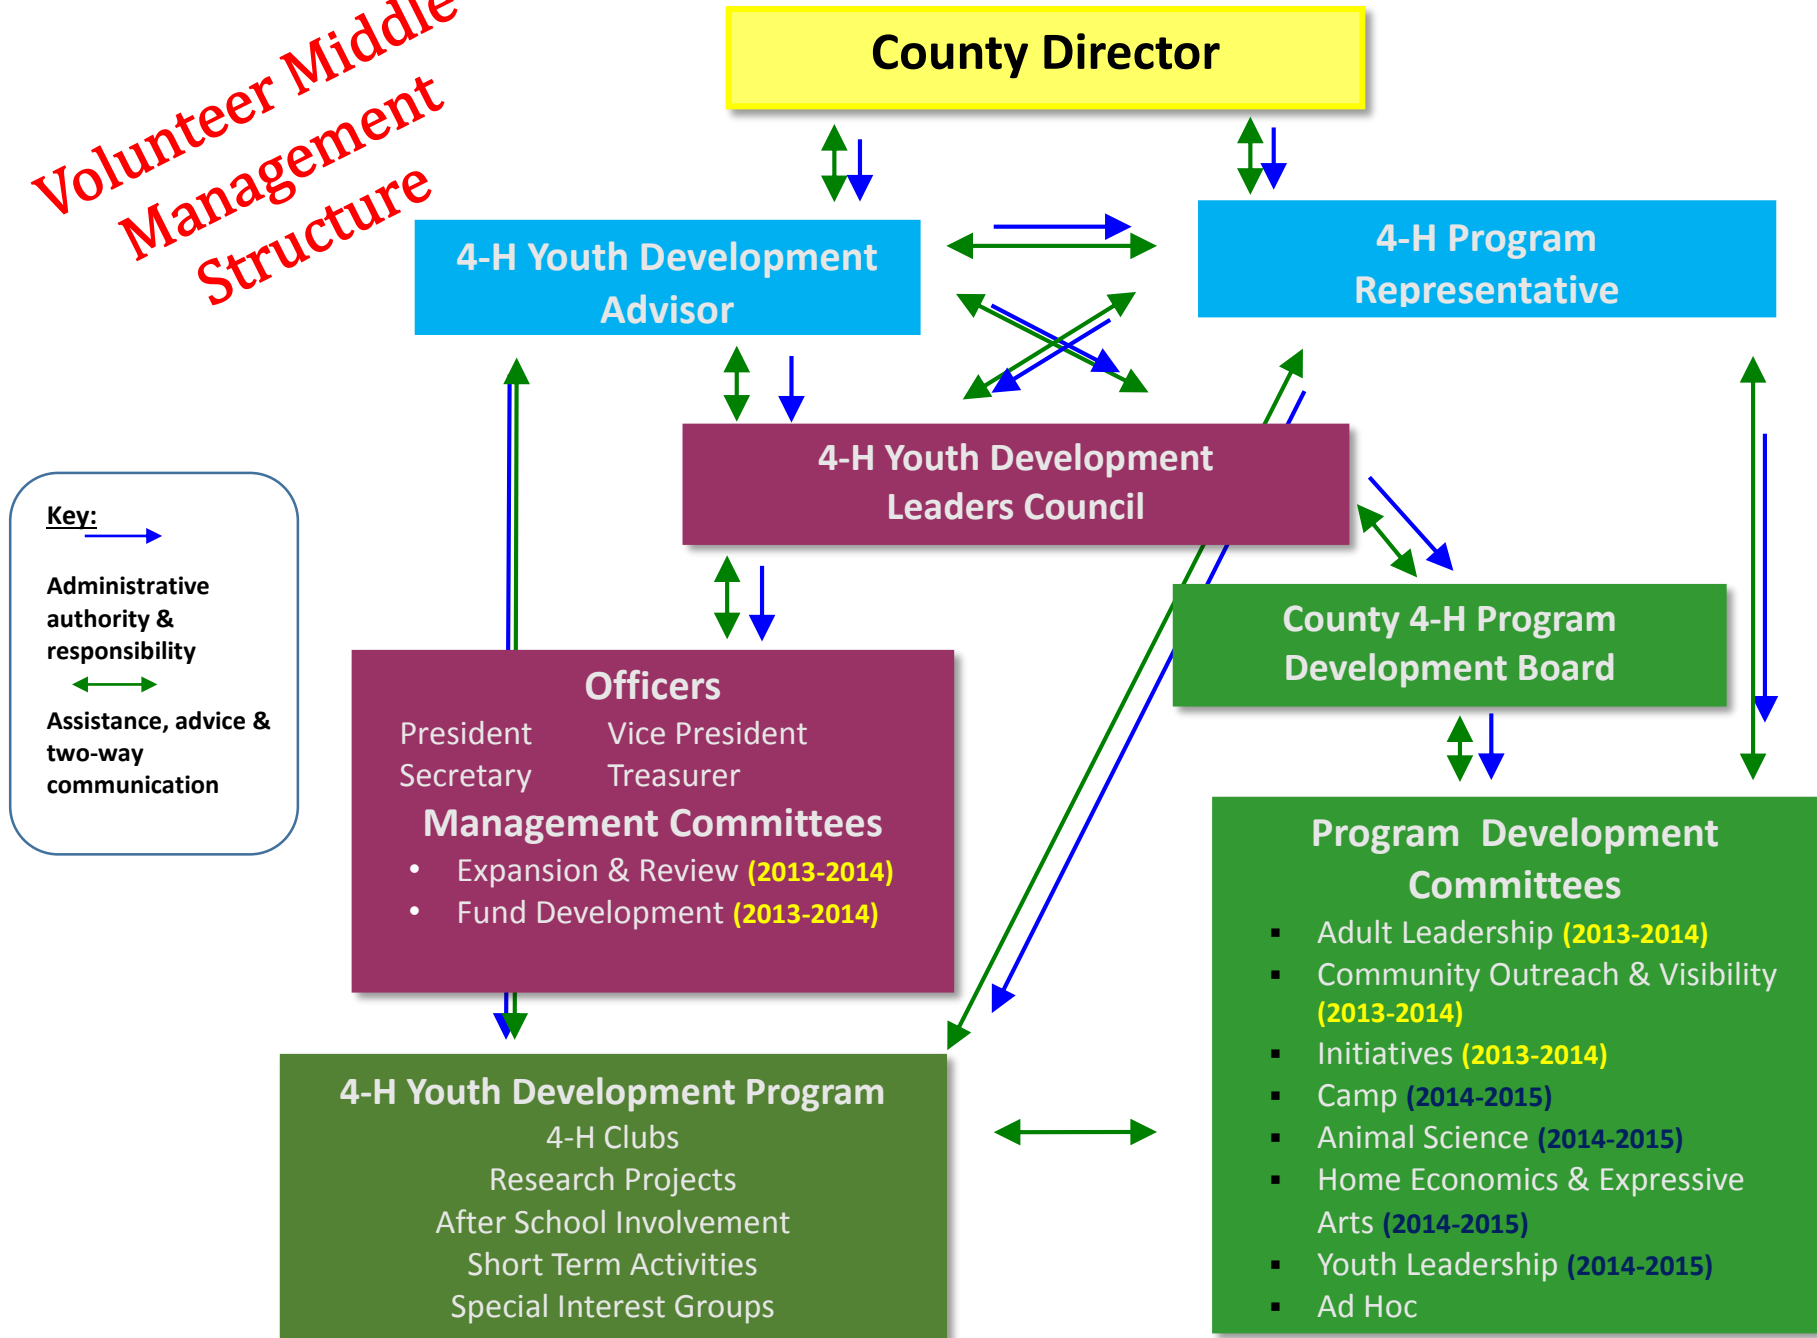 Volunteer Middle
Management
Structure
County Director
4-H Youth Development
Advisor
4-H Program
Representative
4-H Youth Development
Leaders Council
Key:
Administrative
authority &
responsibility
Assistance, advice &
two-way
communication
County 4-H Program
Development Board
Officers
President Vice President
Secretary Treasurer
Management Committees
• Expansion & Review (2013-2014)
• Fund Development (2013-2014)
Program Development
Committees
▪ Adult Leadership (2013-2014)
▪ Community Outreach & Visibility
(2013-2014)
▪ Initiatives (2013-2014)
▪ Camp (2014-2015)
▪ Animal Science (2014-2015)
▪ Home Economics & Expressive
Arts (2014-2015)
▪ Youth Leadership (2014-2015)
▪ Ad Hoc
4-H Youth Development Program
4-H Clubs
Research Projects
After School Involvement
Short Term Activities
Special Interest Groups